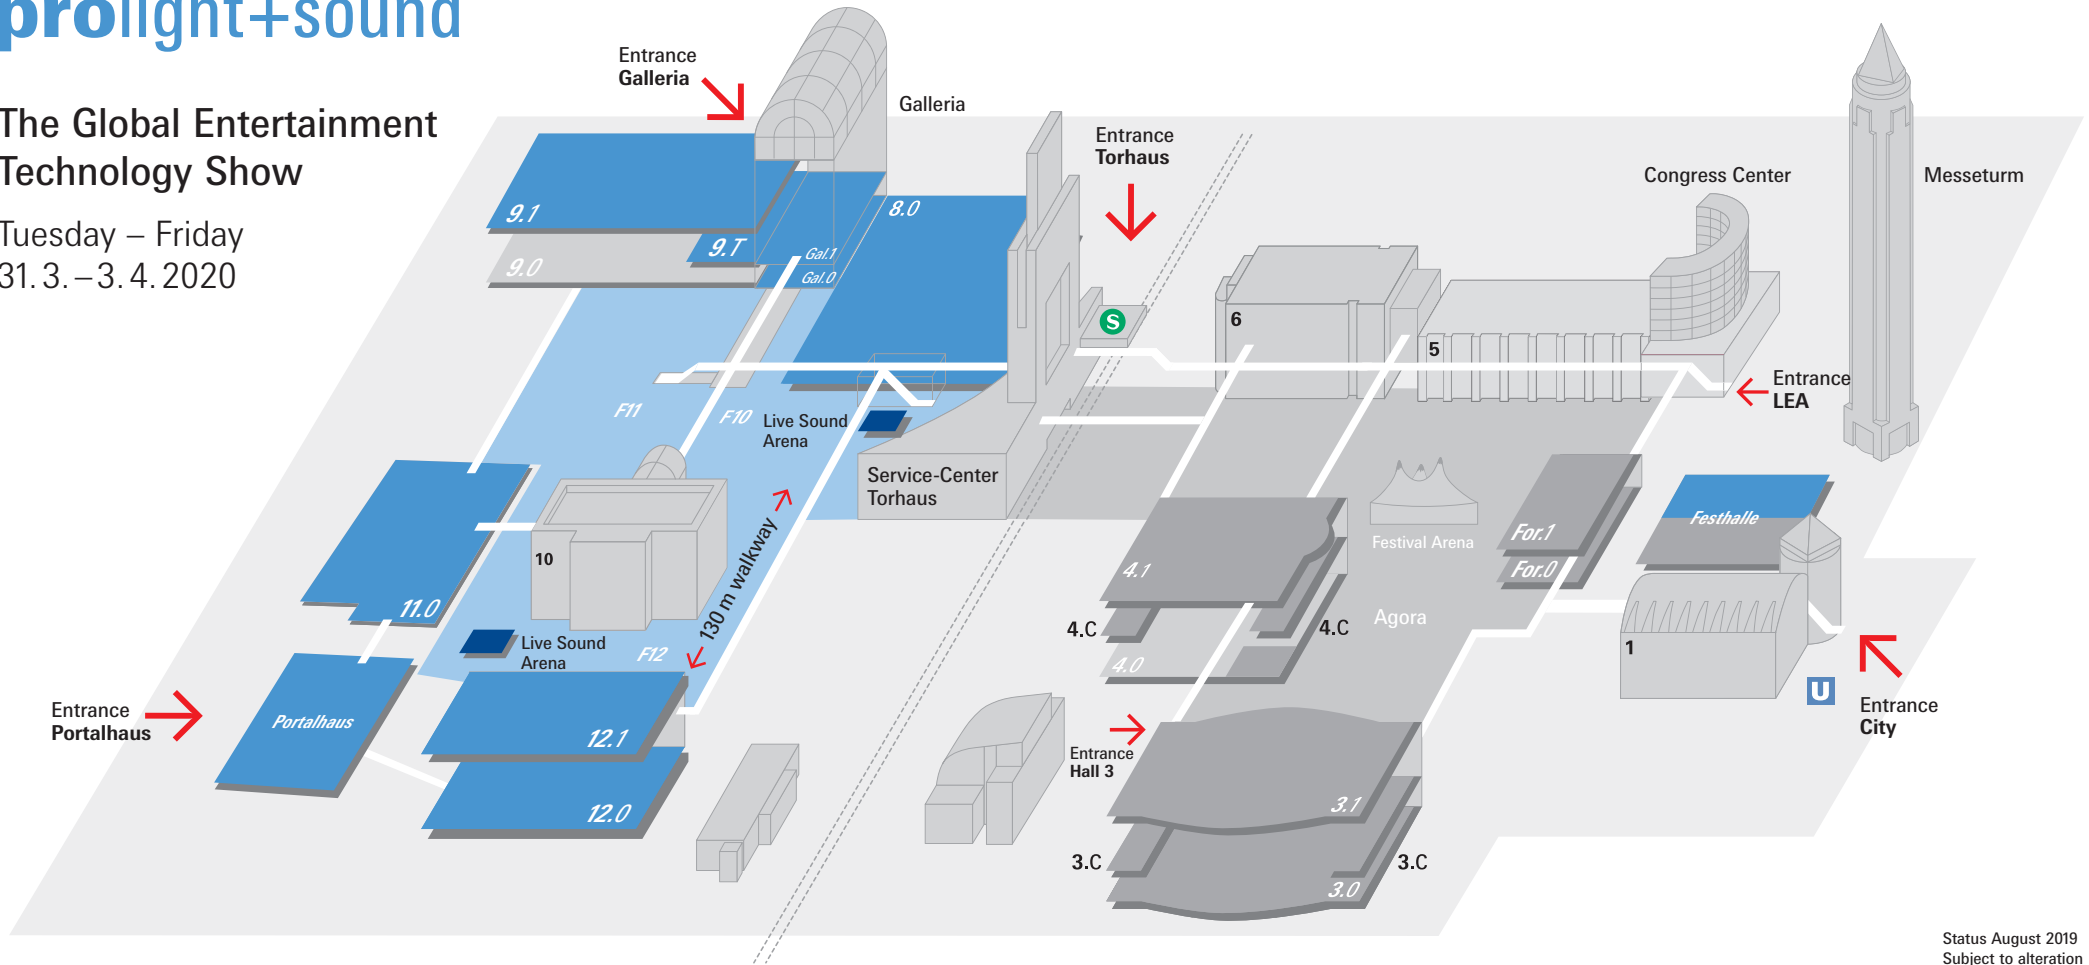 prolight+sound
The Global Entertainment
Technology Show
Tuesday – Friday
31. 3. – 3. 4. 2020
Entrance
Galleria
Galleria
Entrance
Torhaus
Congress Center
Messeturm
9.1
9.T
9.0
Gal.1
Gal.0
8.0
S
6
5
Entrance
LEA
F11
F10
Live Sound
Arena
Service-Center
Torhaus
130 m walkway
10
11.0
Live Sound
Arena
F12
Festival Arena
For.1
For.0
Festhalle
4.1
4.C
4.C
4.0
Agora
1
U
Entrance
City
Entrance
Portalhaus
Portalhaus
12.1
12.0
Entrance
Hall 3
3.1
3.C
3.C
3.0
Status August 2019
Subject to alteration